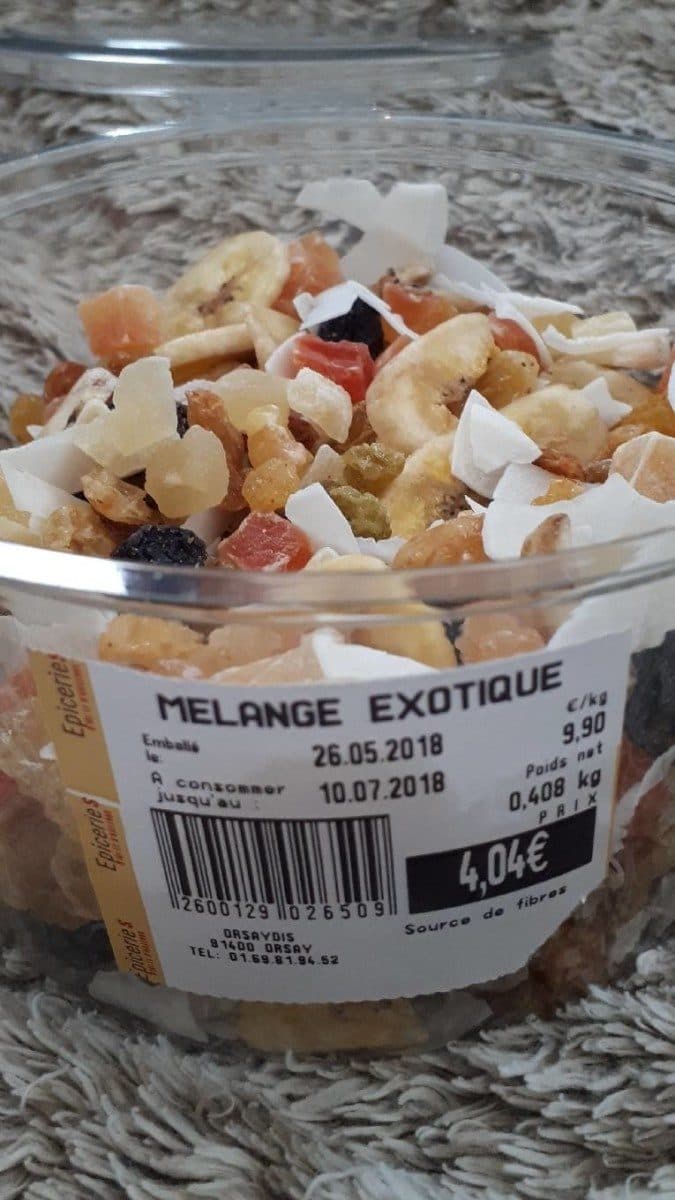 MELANGE EXOTIQUE
Emballé
le:
26.05.2018
A consommer
jusqu'au :
10.07.2018
€/kg
9,90
Poids net
0,408 kg
PRIX
4,04€
2600129 026509
Source de fibres
ORSAYDIS
91400 ORSAY
TEL: 01.69.81.94.52
Epiceries
Epiceries
Epiceries